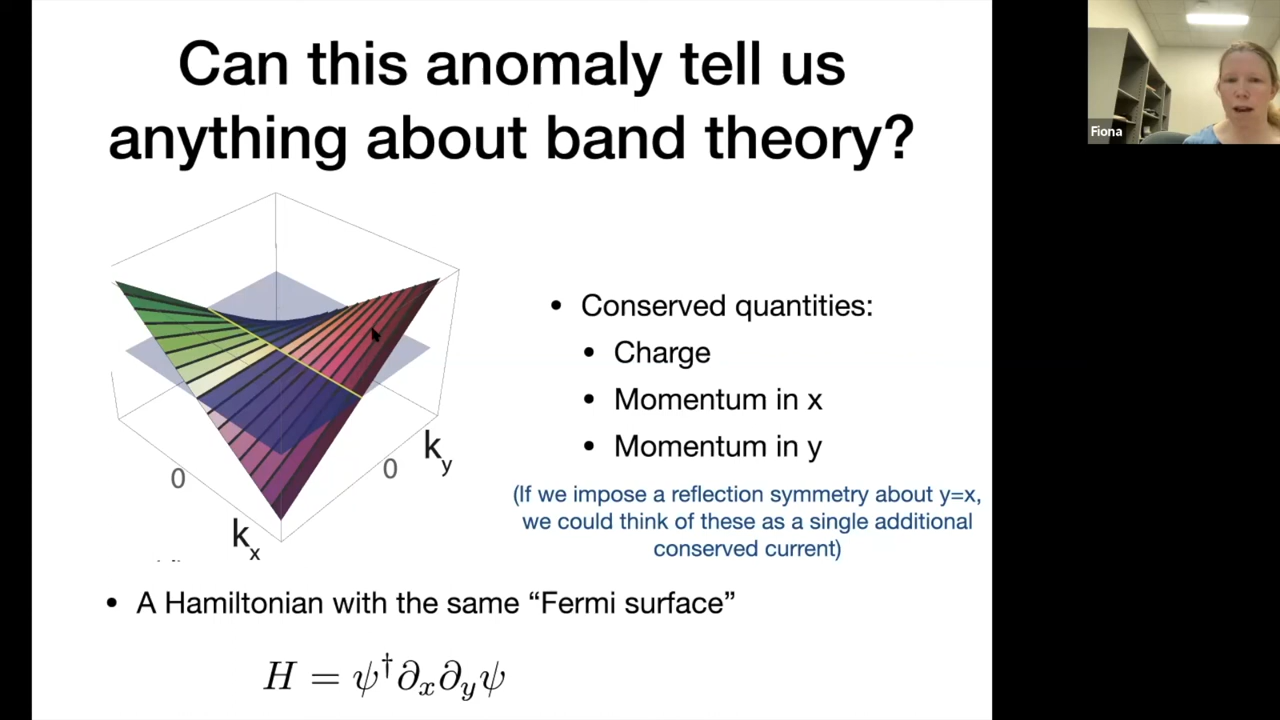 Can this anomaly tell us
anything about band theory?
Fiona
0
0
k_x
k_y
• Conserved quantities:
• Charge
• Momentum in x
• Momentum in y
(If we impose a reflection symmetry about y=x,
we could think of these as a single additional
conserved current)
• A Hamiltonian with the same “Fermi surface”
H = ψ†∂ₓ∂_yψ